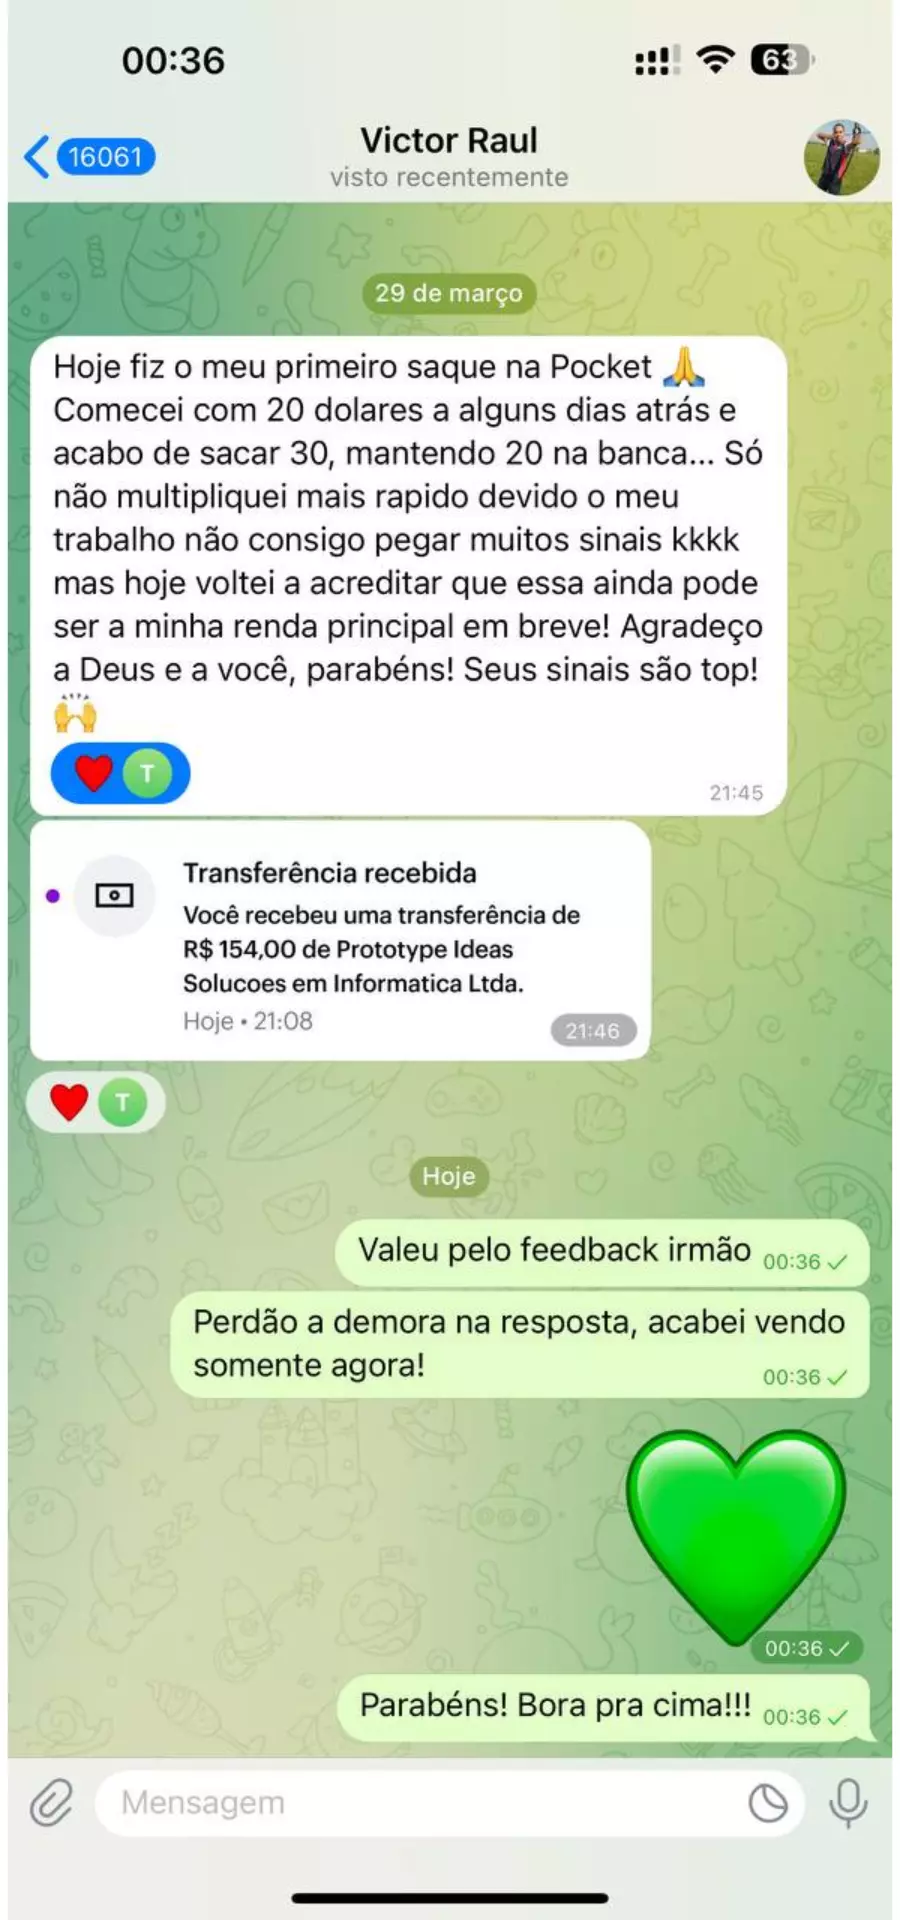 00:36
63
16061
Victor Raul
visto recentemente
29 de março
Hoje fiz o meu primeiro saque na Pocket 🙏
Comecei com 20 dolares a alguns dias atrás e
acabo de sacar 30, mantendo 20 na banca... Só
não multipliquei mais rapido devido o meu
trabalho não consigo pegar muitos sinais kkkk
mas hoje voltei a acreditar que essa ainda pode
ser a minha renda principal em breve! Agradeço
a Deus e a você, parabéns! Seus sinais são top!
🙌
❤️ T
21:45
Transferência recebida
Você recebeu uma transferência de
R$ 154,00 de Prototype Ideas
Solucoes em Informatica Ltda.
Hoje • 21:08
21:46
❤️ T
Hoje
Valeu pelo feedback irmão 00:36
Perdão a demora na resposta, acabei vendo
somente agora! 00:36
💚
00:36
Parabéns! Bora pra cima!!! 00:36
Mensagem